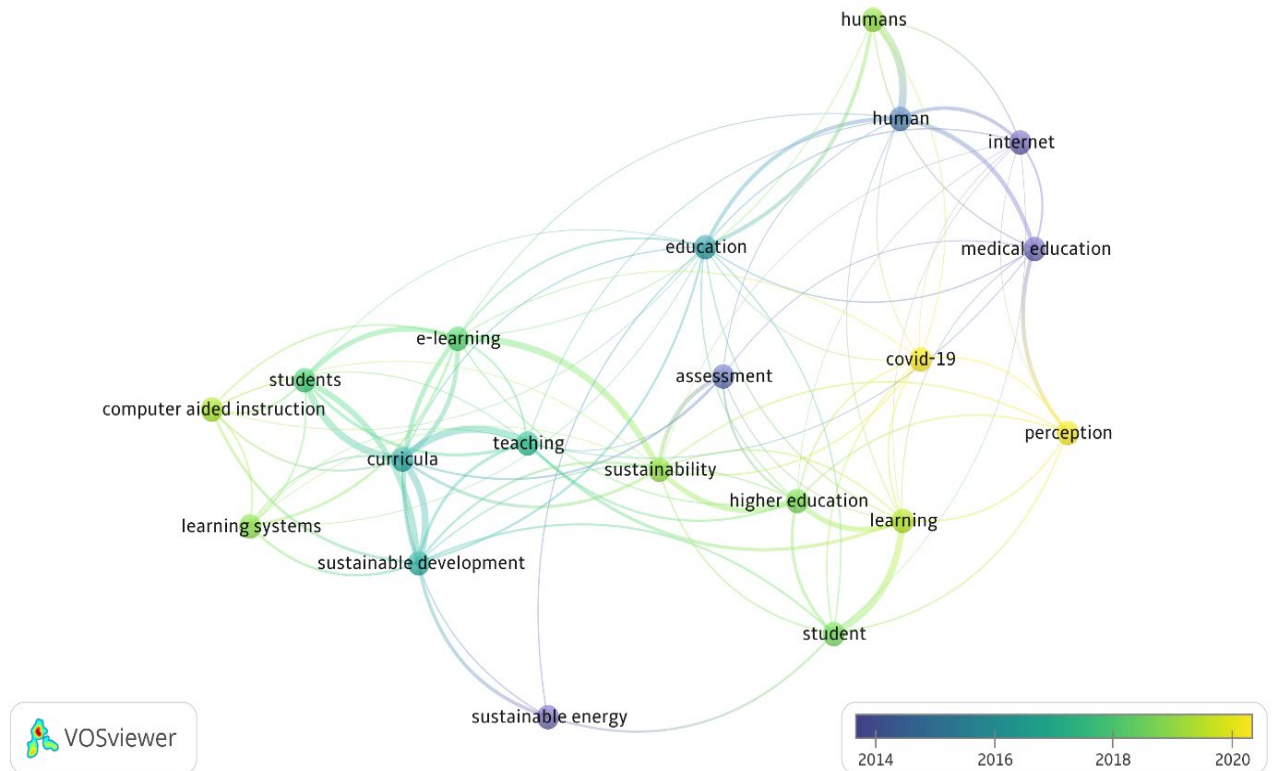 humans
human
internet
education
medical education
e-learning
covid-19
assessment
students
computer aided instruction
perception
teaching
curricula
sustainability
higher education
learning
learning systems
sustainable development
student
sustainable energy
VOSviewer
2014 2016 2018 2020